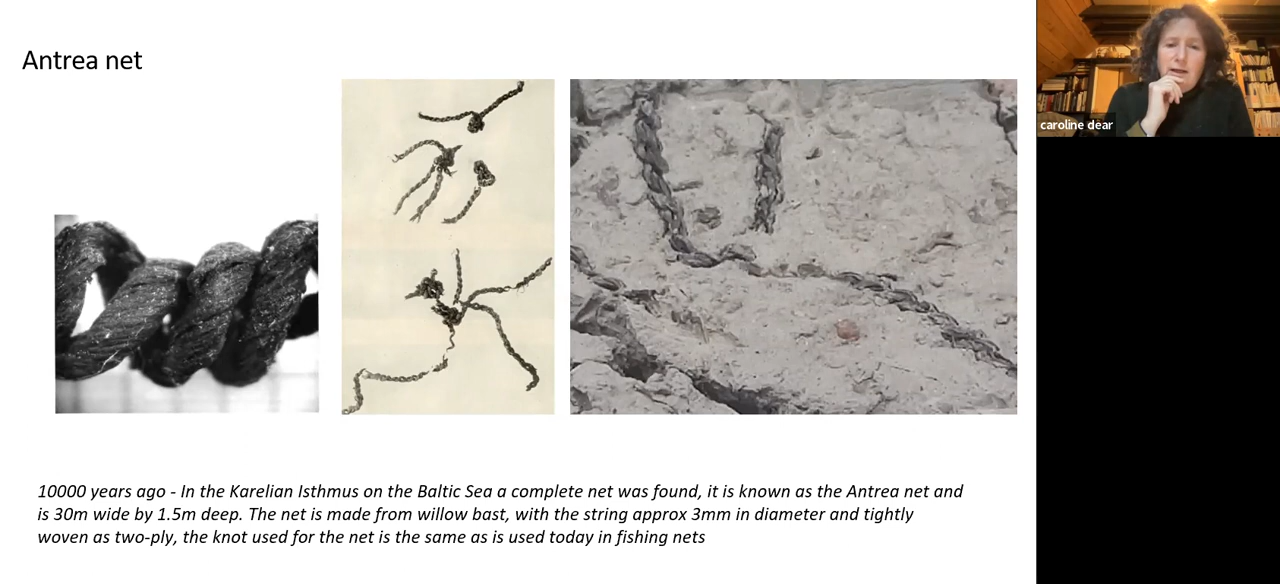 Antrea net
caroline dear
10000 years ago - In the Karelian Isthmus on the Baltic Sea a complete net was found, it is known as the Antrea net and
is 30m wide by 1.5m deep. The net is made from willow bast, with the string approx 3mm in diameter and tightly
woven as two-ply, the knot used for the net is the same as is used today in fishing nets